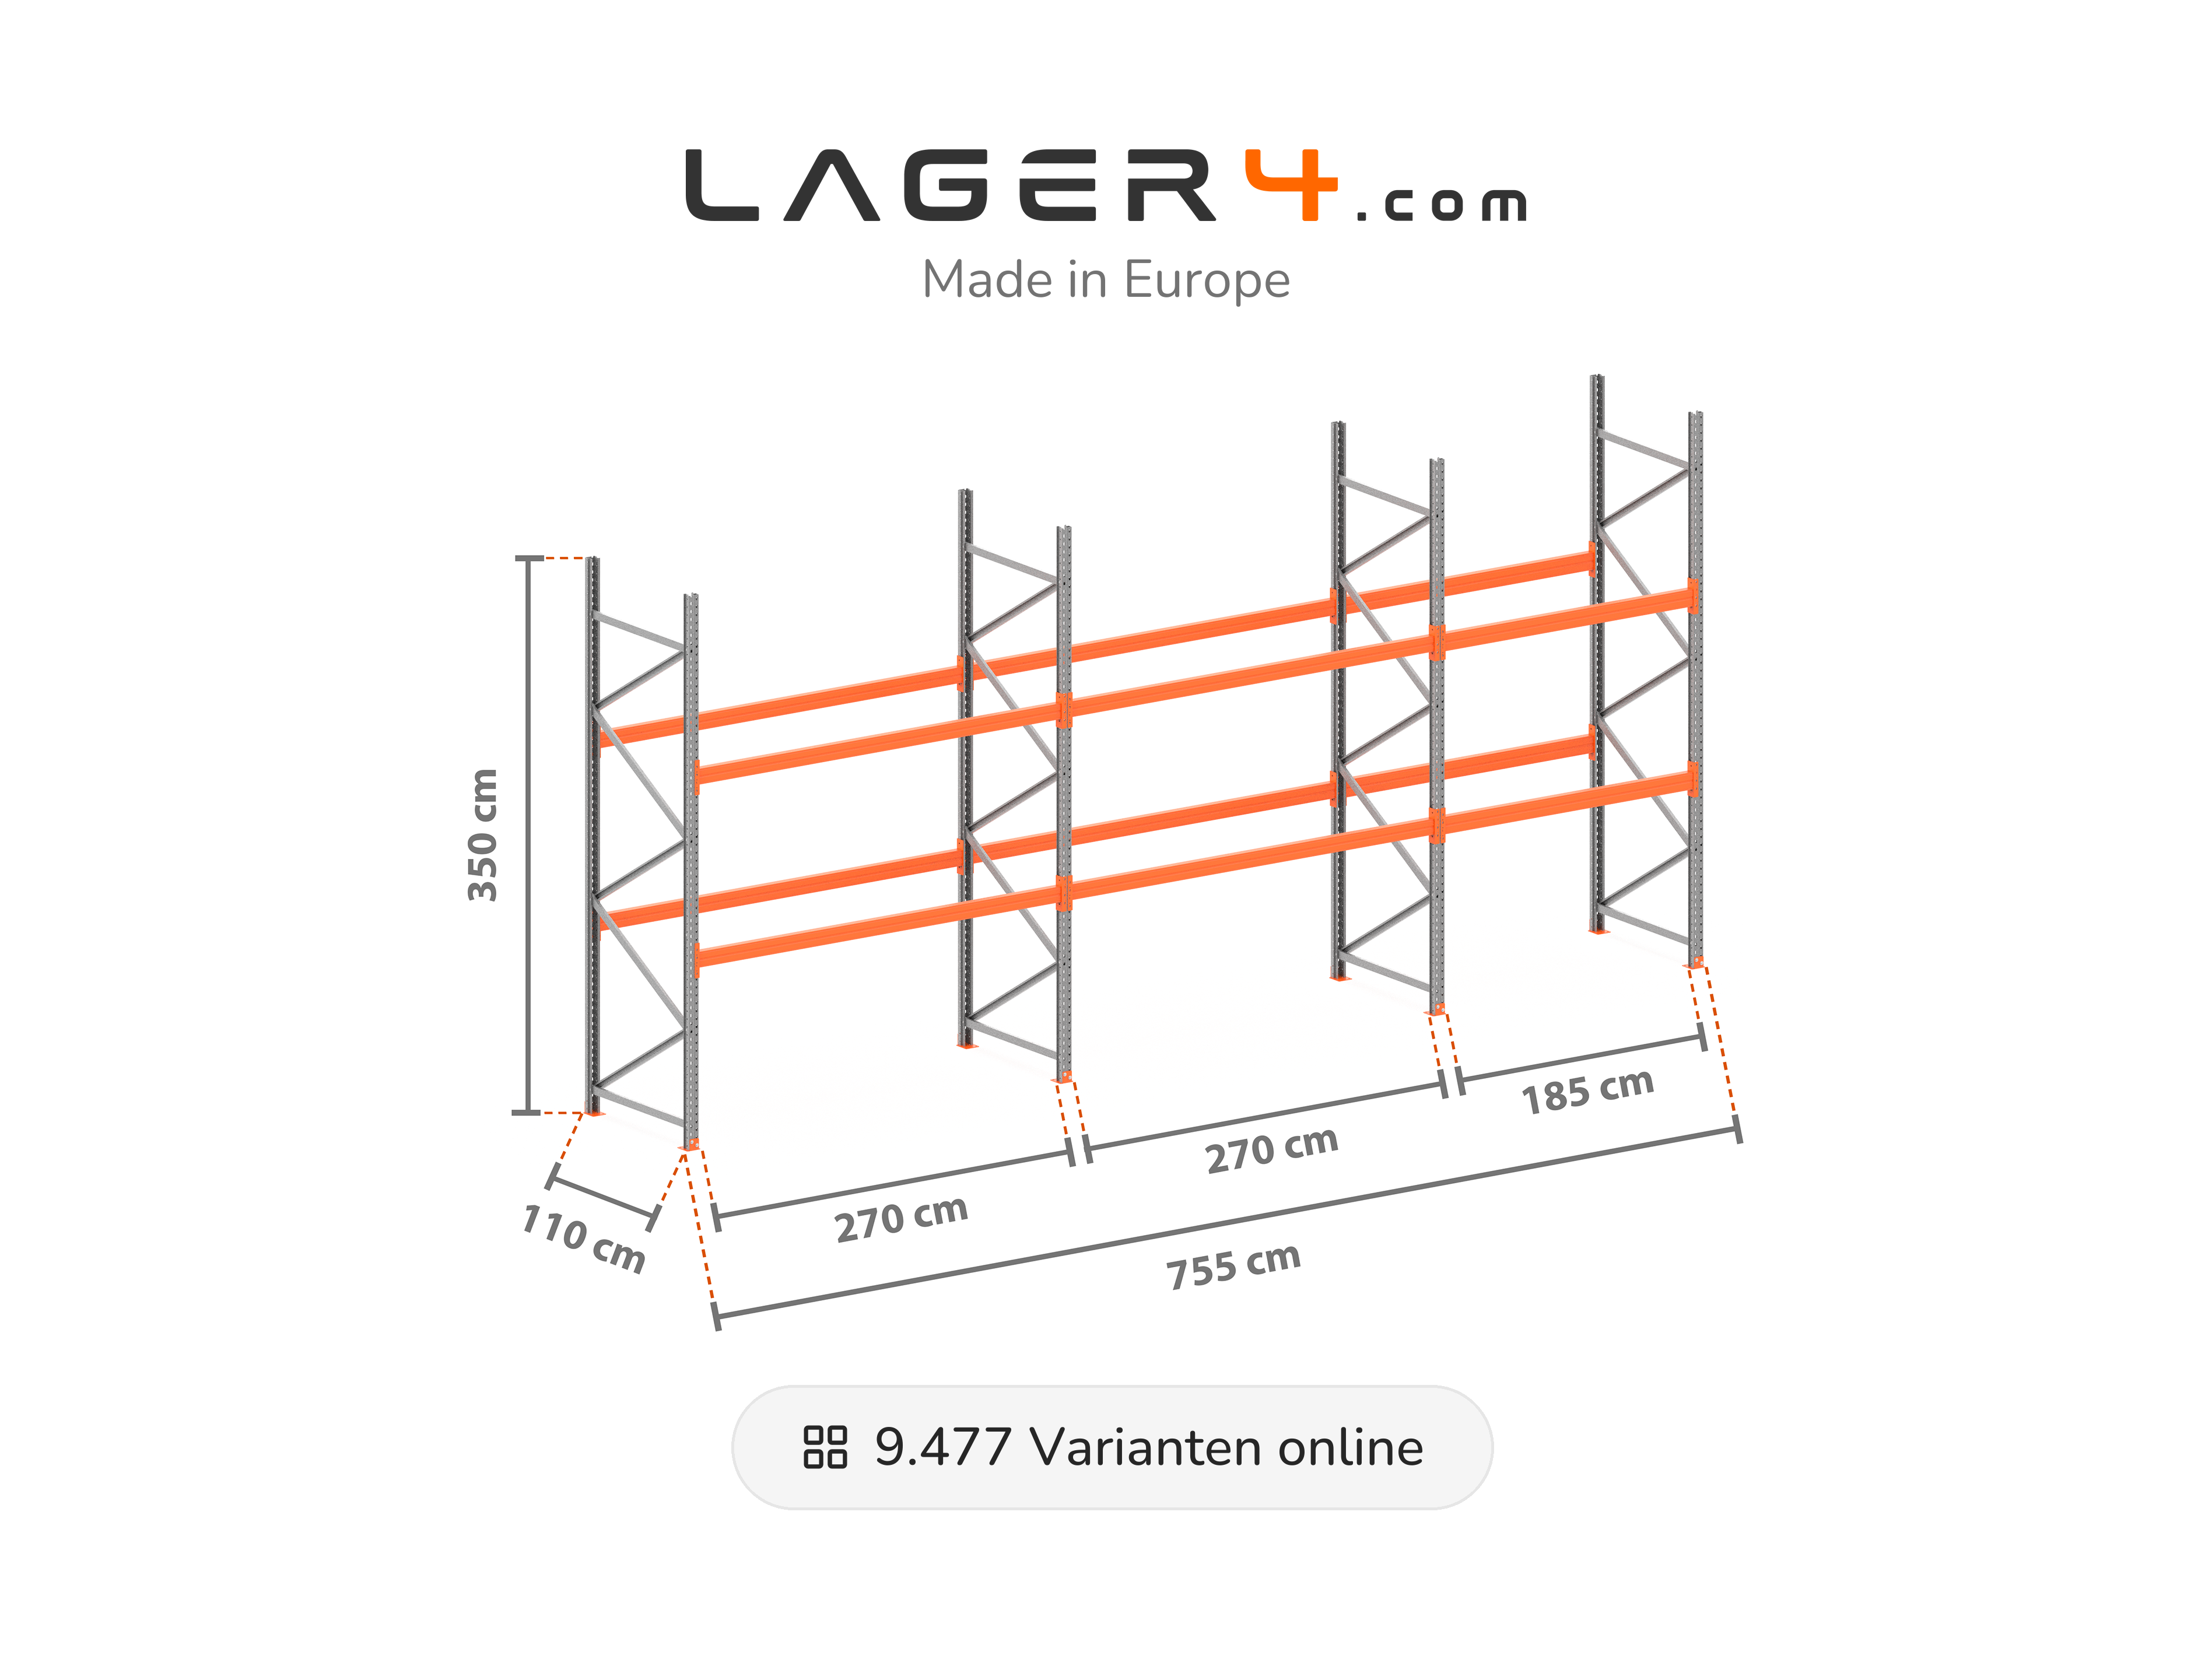 LAGER4.com
Made in Europe
350 cm
110 cm
270 cm
270 cm
185 cm
755 cm
9.477 Varianten online